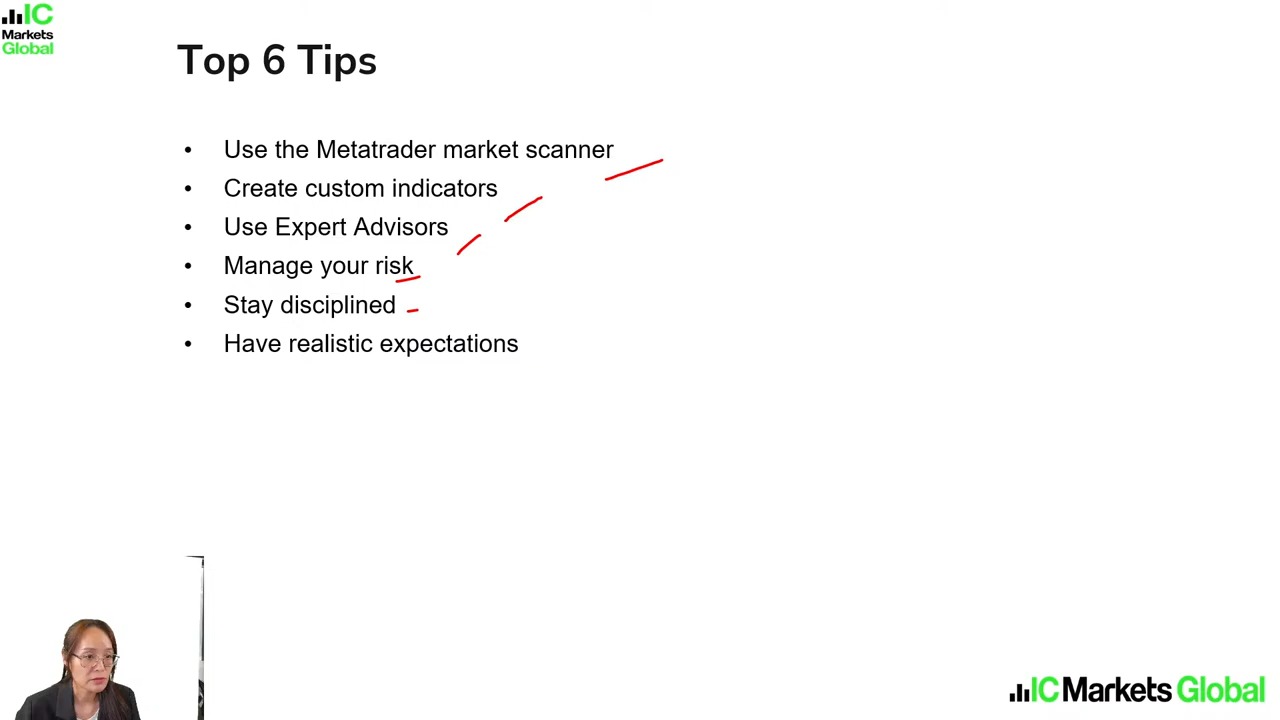 IC
Markets
Global
Top 6 Tips
• Use the Metatrader market scanner
• Create custom indicators
• Use Expert Advisors
• Manage your risk
• Stay disciplined
• Have realistic expectations
IC Markets Global